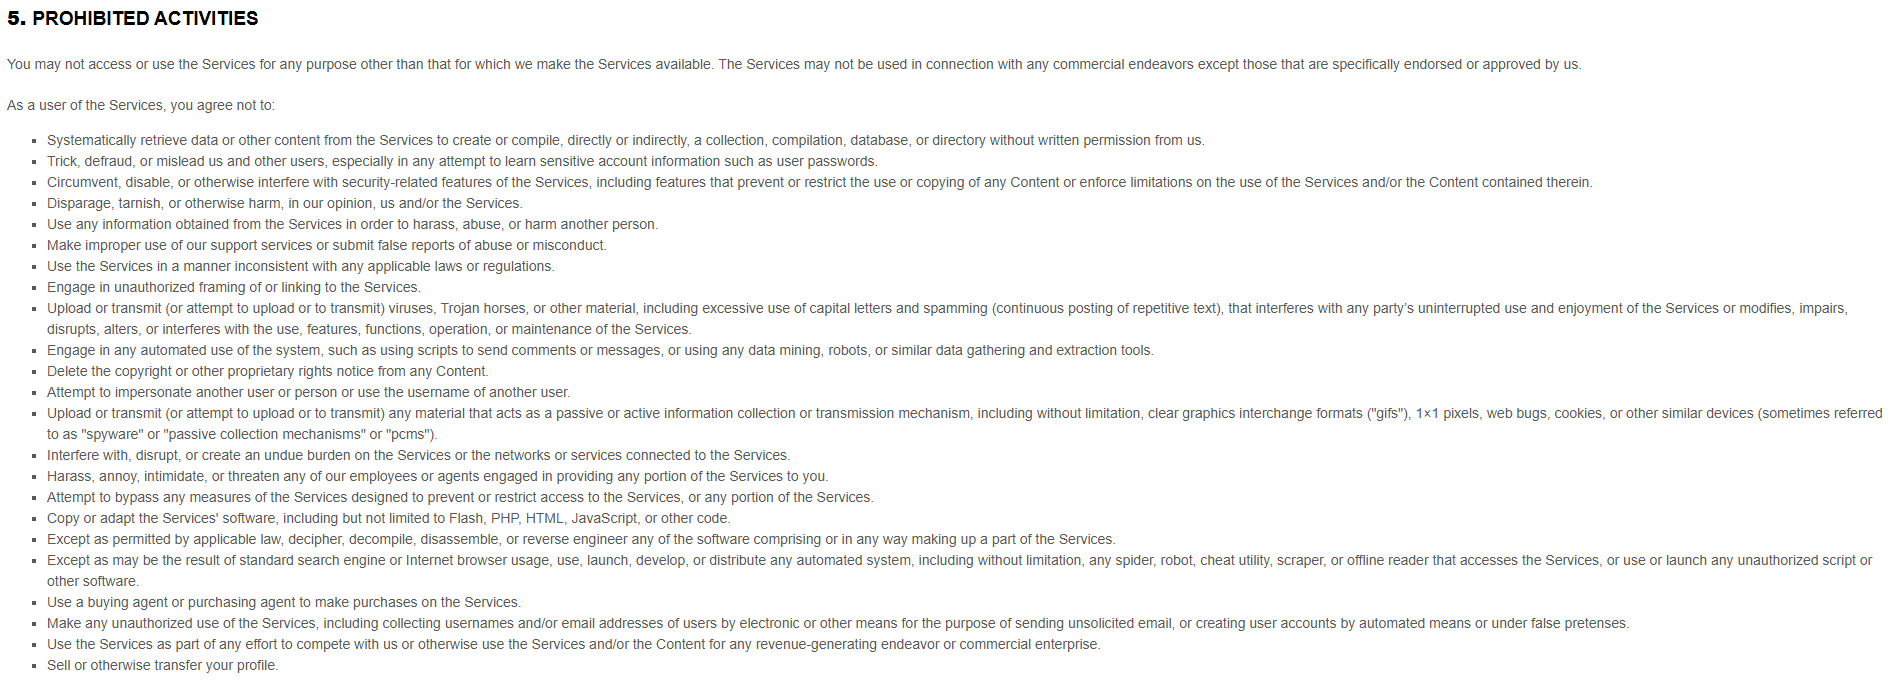 5. PROHIBITED ACTIVITIES
You may not access or use the Services for any purpose other than that for which we make the Services available. The Services may not be used in connection with any commercial endeavors except those that are specifically endorsed or approved by us.
As a user of the Services, you agree not to:
▪ Systematically retrieve data or other content from the Services to create or compile, directly or indirectly, a collection, compilation, database, or directory without written permission from us.
▪ Trick, defraud, or mislead us and other users, especially in any attempt to learn sensitive account information such as user passwords.
▪ Circumvent, disable, or otherwise interfere with security-related features of the Services, including features that prevent or restrict the use or copying of any Content or enforce limitations on the use of the Services and/or the Content contained therein.
▪ Disparage, tarnish, or otherwise harm, in our opinion, us and/or the Services.
▪ Use any information obtained from the Services in order to harass, abuse, or harm another person.
▪ Make improper use of our support services or submit false reports of abuse or misconduct.
▪ Use the Services in a manner inconsistent with any applicable laws or regulations.
▪ Engage in unauthorized framing of or linking to the Services.
▪ Upload or transmit (or attempt to upload or to transmit) viruses, Trojan horses, or other material, including excessive use of capital letters and spamming (continuous posting of repetitive text), that interferes with any party’s uninterrupted use and enjoyment of the Services or modifies, impairs,
disrupts, alters, or interferes with the use, features, functions, operation, or maintenance of the Services.
▪ Engage in any automated use of the system, such as using scripts to send comments or messages, or using any data mining, robots, or similar data gathering and extraction tools.
▪ Delete the copyright or other proprietary rights notice from any Content.
▪ Attempt to impersonate another user or person or use the username of another user.
▪ Upload or transmit (or attempt to upload or to transmit) any material that acts as a passive or active information collection or transmission mechanism, including without limitation, clear graphics interchange formats ("gifs"), 1×1 pixels, web bugs, cookies, or other similar devices (sometimes referred
to as "spyware" or "passive collection mechanisms" or "pcms").
▪ Interfere with, disrupt, or create an undue burden on the Services or the networks or services connected to the Services.
▪ Harass, annoy, intimidate, or threaten any of our employees or agents engaged in providing any portion of the Services to you.
▪ Attempt to bypass any measures of the Services designed to prevent or restrict access to the Services, or any portion of the Services.
▪ Copy or adapt the Services' software, including but not limited to Flash, PHP, HTML, JavaScript, or other code.
▪ Except as permitted by applicable law, decipher, decompile, disassemble, or reverse engineer any of the software comprising or in any way making up a part of the Services.
▪ Except as may be the result of standard search engine or Internet browser usage, use, launch, develop, or distribute any automated system, including without limitation, any spider, robot, cheat utility, scraper, or offline reader that accesses the Services, or use or launch any unauthorized script or
other software.
▪ Use a buying agent or purchasing agent to make purchases on the Services.
▪ Make any unauthorized use of the Services, including collecting usernames and/or email addresses of users by electronic or other means for the purpose of sending unsolicited email, or creating user accounts by automated means or under false pretenses.
▪ Use the Services as part of any effort to compete with us or otherwise use the Services and/or the Content for any revenue-generating endeavor or commercial enterprise.
▪ Sell or otherwise transfer your profile.